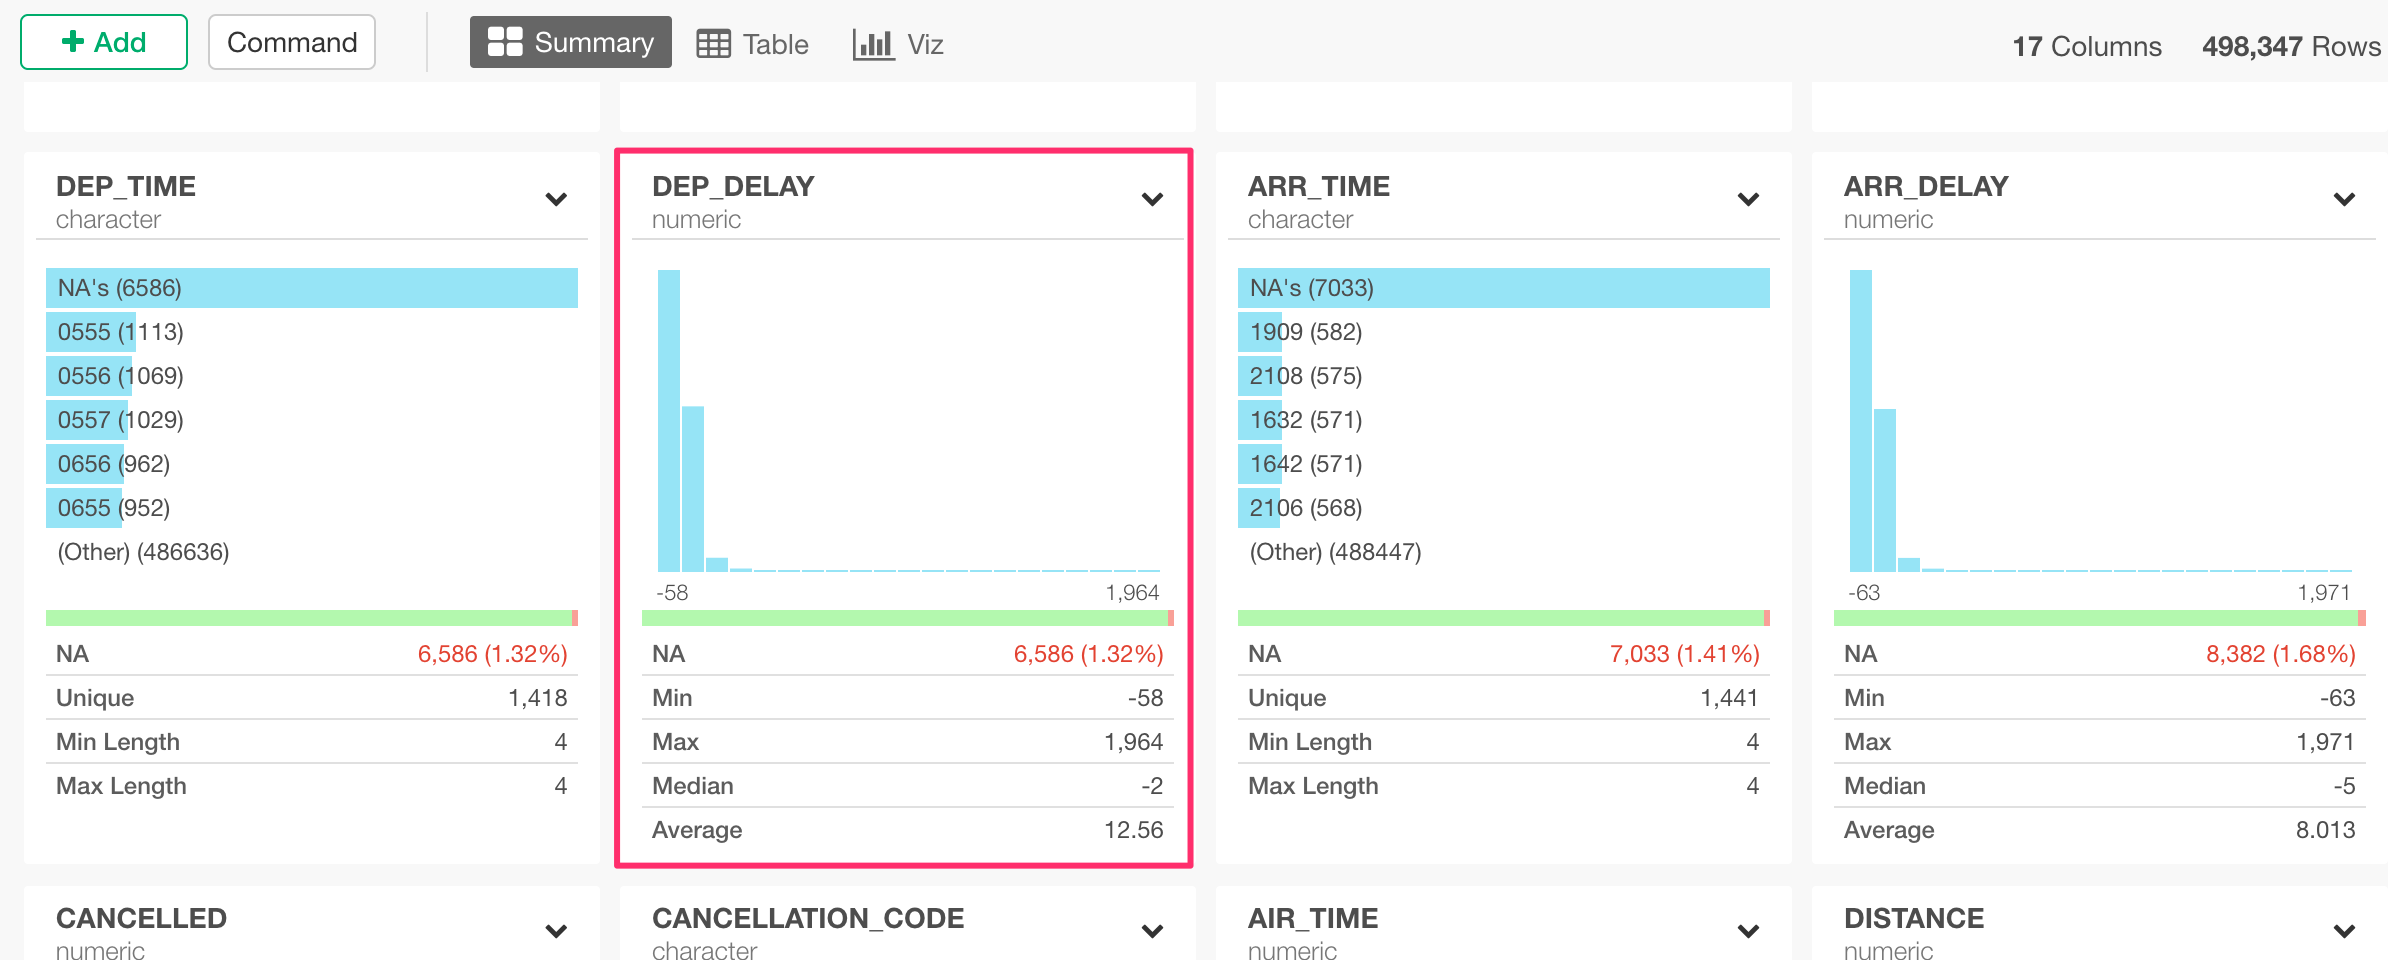 Add
Command
Summary
Table
Viz
17 Columns
498,347 Rows
DEP_TIME
character
NA's (6586)
0555 (1113)
0556 (1069)
0557 (1029)
0656 (962)
0655 (952)
(Other) (486636)
NA 6,586 (1.32%)
Unique 1,418
Min Length 4
Max Length 4
DEP_DELAY
numeric
-58 1,964
NA 6,586 (1.32%)
Min -58
Max 1,964
Median -2
Average 12.56
ARR_TIME
character
NA's (7033)
1909 (582)
2108 (575)
1632 (571)
1642 (571)
2106 (568)
(Other) (488447)
NA 7,033 (1.41%)
Unique 1,441
Min Length 4
Max Length 4
ARR_DELAY
numeric
-63 1,971
NA 8,382 (1.68%)
Min -63
Max 1,971
Median -5
Average 8.013
CANCELLED
numeric
CANCELLATION_CODE
character
AIR_TIME
numeric
DISTANCE
numeric